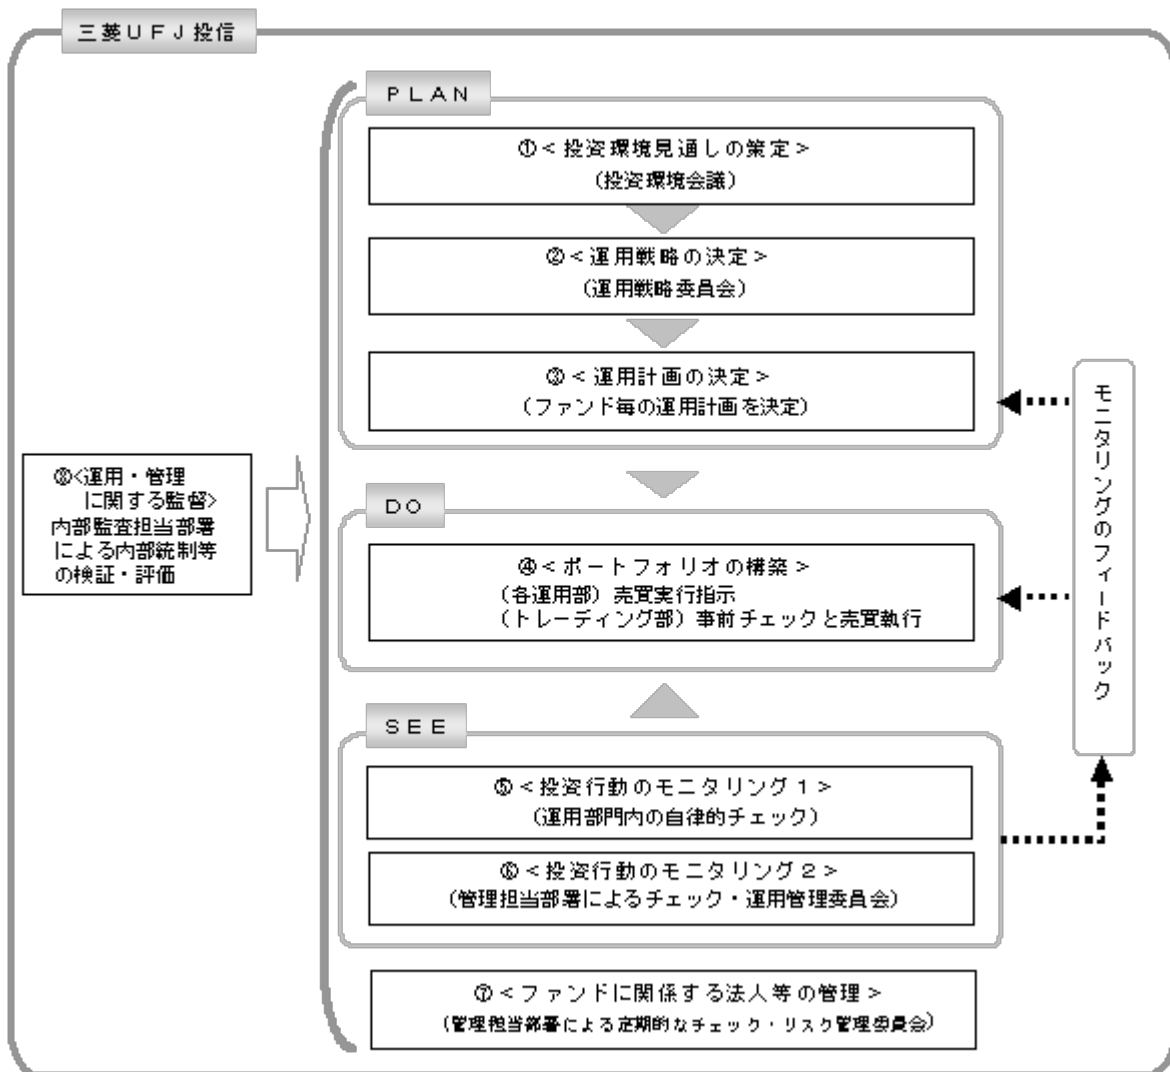 三菱ＵＦＪ投信
ＰＬＡＮ
①＜投資環境見通しの策定＞
（投資環境会議）
②＜運用戦略の決定＞
（運用戦略委員会）
③＜運用計画の決定＞
（ファンド毎の運用計画を決定）
⑧<運用・管理
に関する監督>
内部監査担当部署
による内部統制等
の検証・評価
ＤＯ
④＜ポートフォリオの構築＞
（各運用部）売買実行指示
（トレーディング部）事前チェックと売買執行
モニタリングのフィードバック
ＳＥＥ
⑤＜投資行動のモニタリング１＞
（運用部門内の自律的チェック）
⑥＜投資行動のモニタリング２＞
（管理担当部署によるチェック・運用管理委員会）
⑦＜ファンドに関係する法人等の管理＞
（管理担当部署による定期的なチェック・リスク管理委員会）